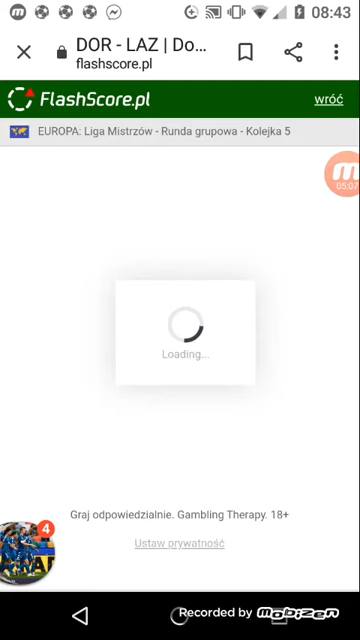 08:43
DOR - LAZ | Do...
flashscore.pl
FlashScore.pl
wróć
EUROPA: Liga Mistrzów - Runda grupowa - Kolejka 5
05:07
Loading...
Graj odpowiedzialnie. Gambling Therapy. 18+
Ustaw prywatność
4
Recorded by mobizen